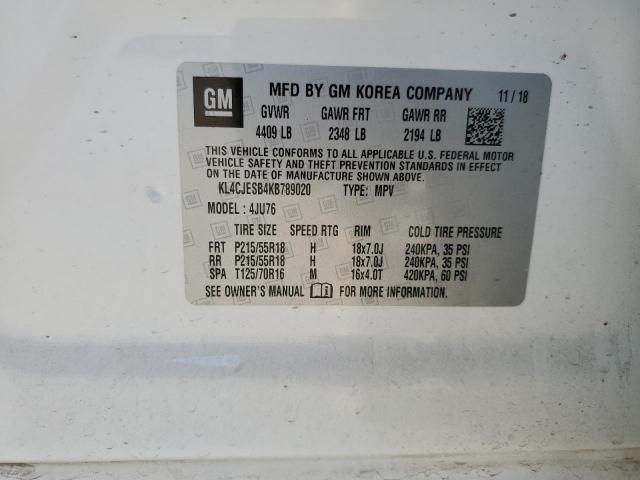 GM
MFD BY GM KOREA COMPANY 11/18
GVWR GAWR FRT GAWR RR
4409 LB 2348 LB 2194 LB
THIS VEHICLE CONFORMS TO ALL APPLICABLE U.S. FEDERAL MOTOR
VEHICLE SAFETY AND THEFT PREVENTION STANDARDS IN EFFECT
ON THE DATE OF MANUFACTURE SHOWN ABOVE.
KL4CJESB4KB789020 TYPE: MPV
MODEL: 4JU76
TIRE SIZE SPEED RTG RIM COLD TIRE PRESSURE
FRT P215/55R18 H 18x7.0J 240KPA, 35 PSI
RR P215/55R18 H 18x7.0J 240KPA, 35 PSI
SPA T125/70R16 M 16x4.0T 420KPA, 60 PSI
SEE OWNER'S MANUAL FOR MORE INFORMATION.